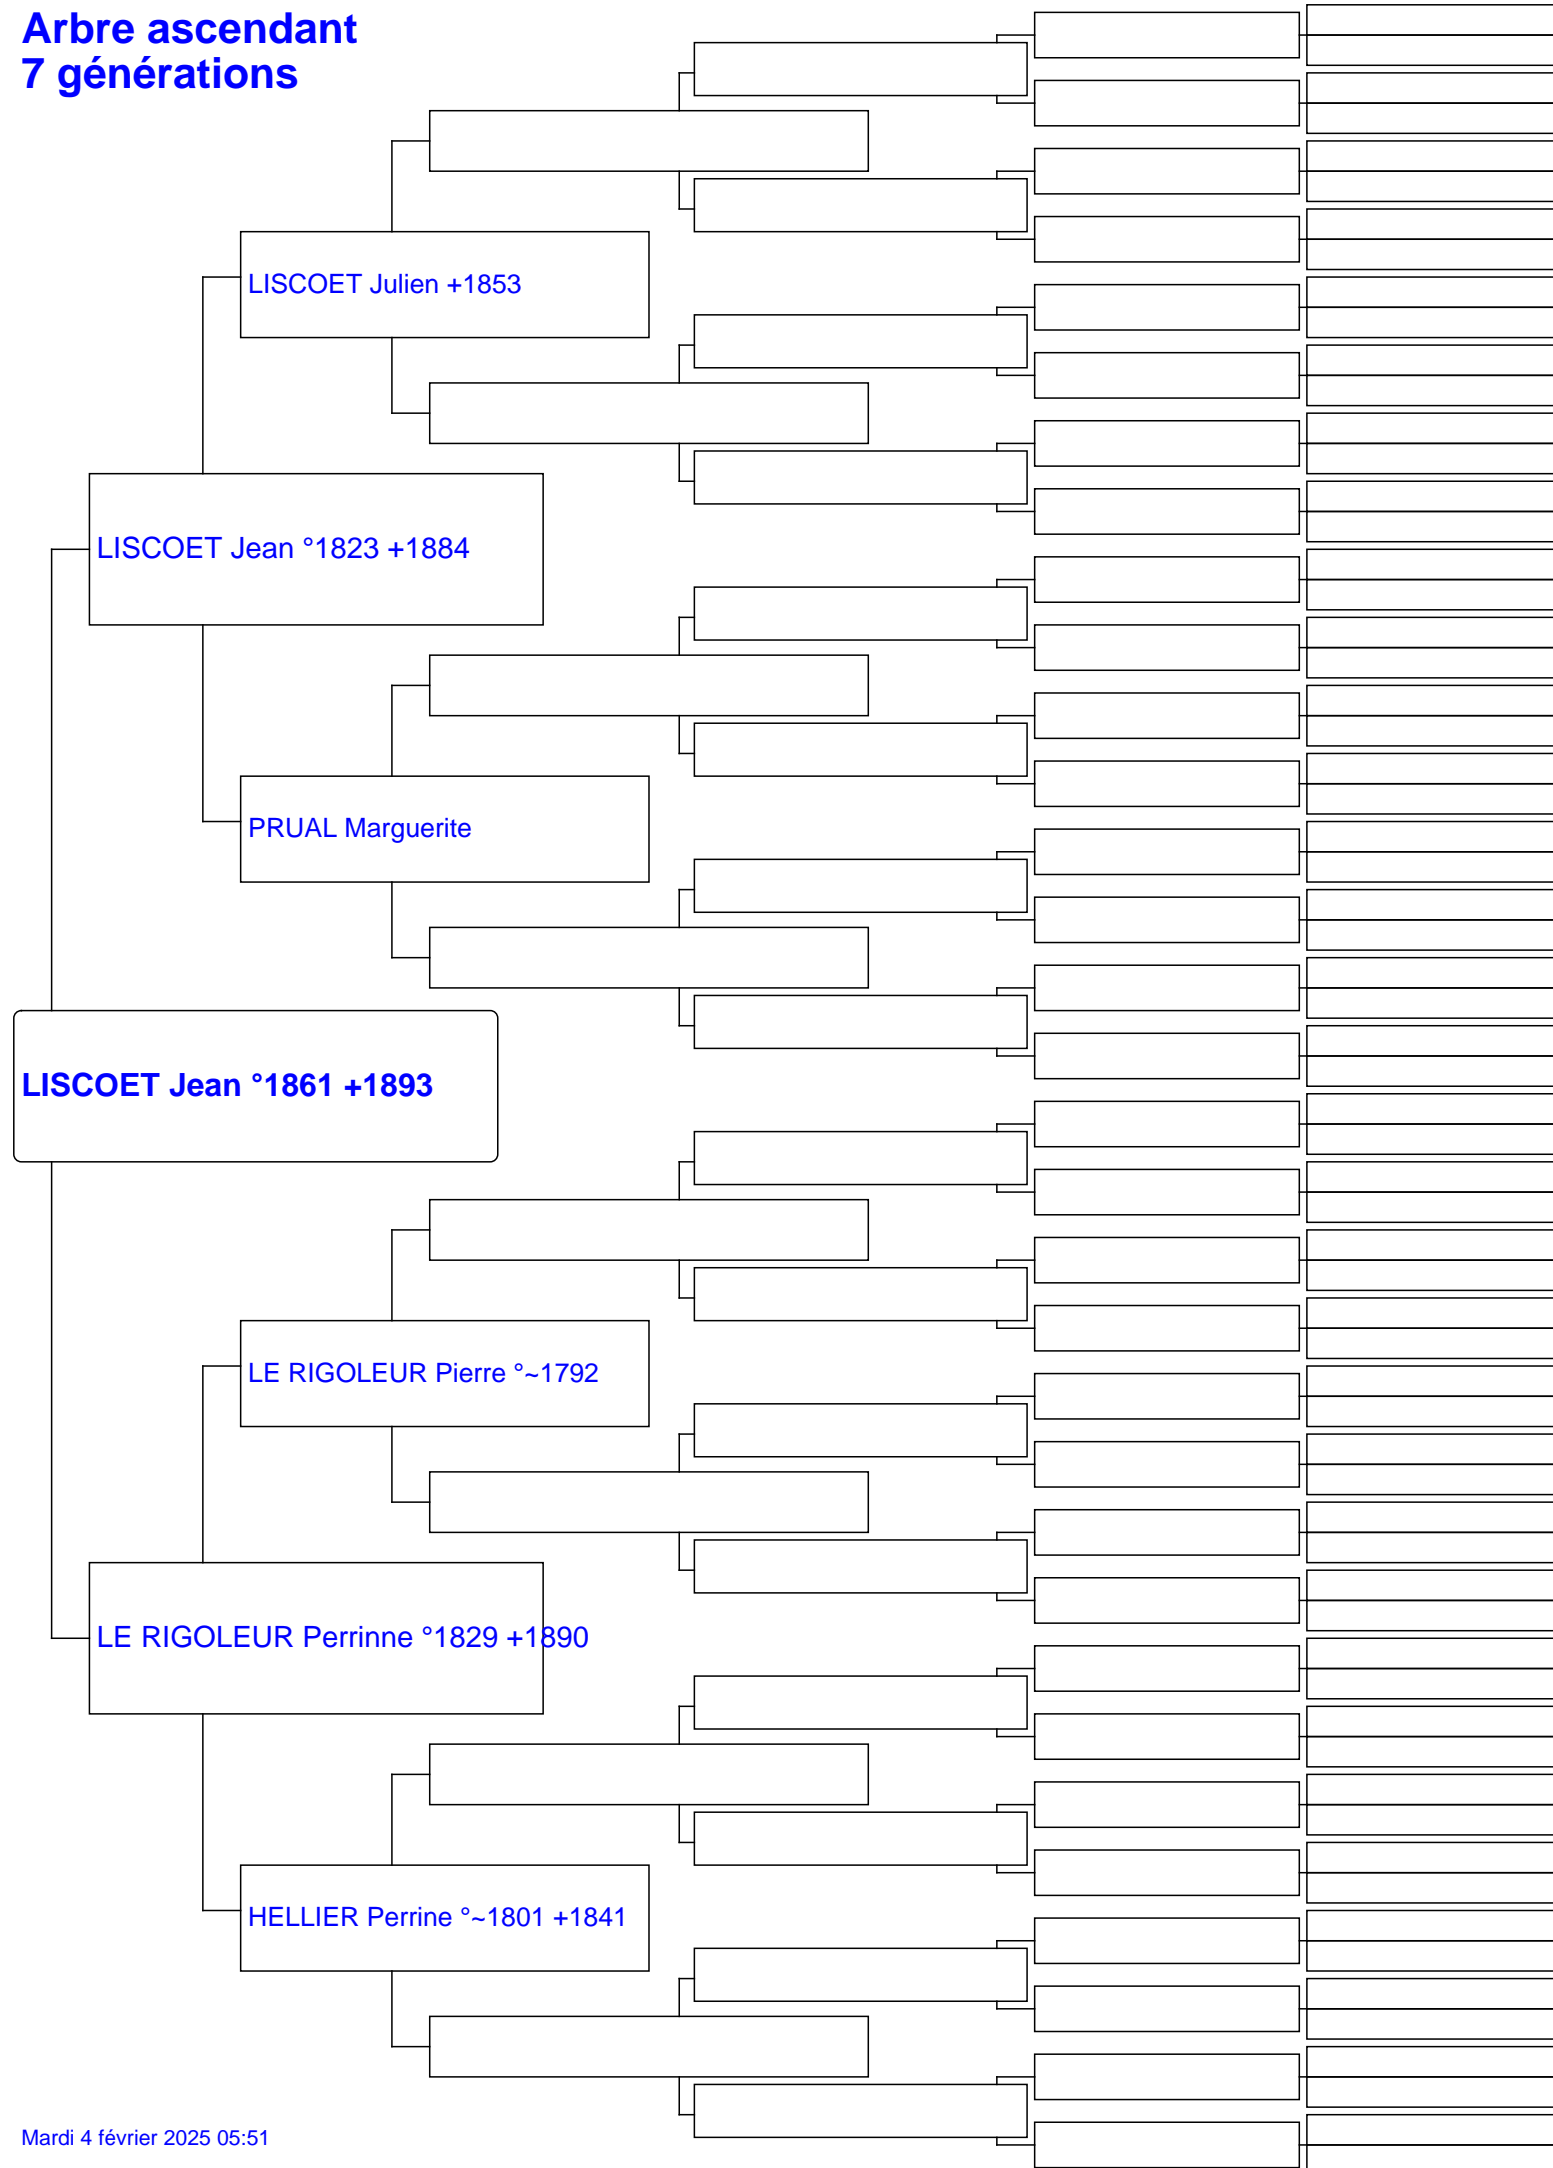 Arbre ascendant
7 générations
LISCOET Julien +1853
LISCOET Jean °1823 +1884
PRUAL Marguerite
LISCOET Jean °1861 +1893
LE RIGOLEUR Pierre °~1792
LE RIGOLEUR Perrinne °1829 +1890
HELLIER Perrine °~1801 +1841
Mardi 4 février 2025 05:51